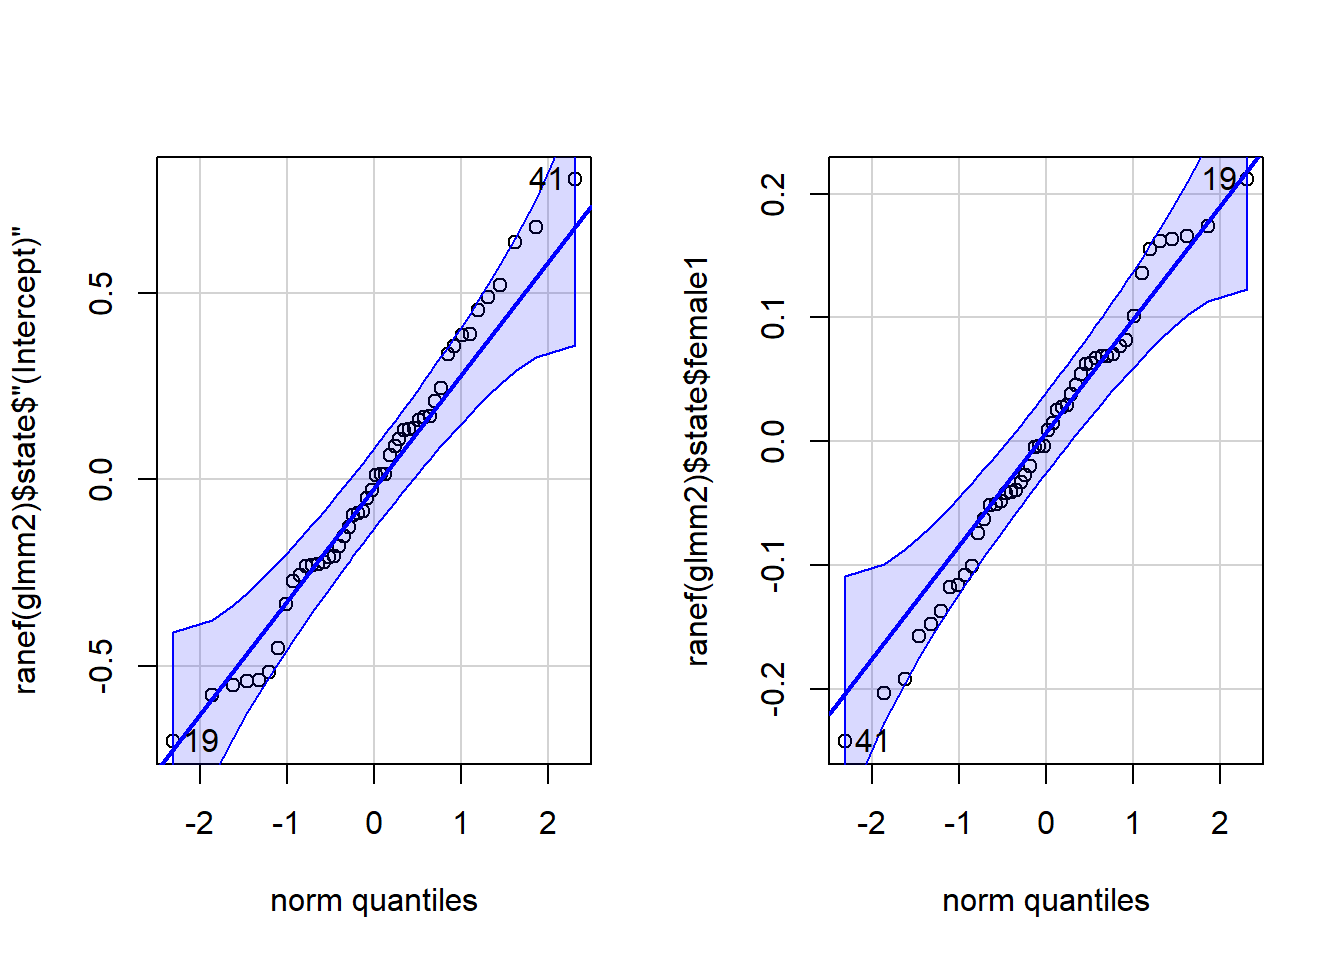 ranef(glmm2)$state$"(Intercept)"
0.5
0.0
-0.5
41
19
-2 -1 0 1 2
norm quantiles
ranef(glmm2)$state$female1
0.2
0.1
0.0
-0.1
-0.2
19
41
-2 -1 0 1 2
norm quantiles